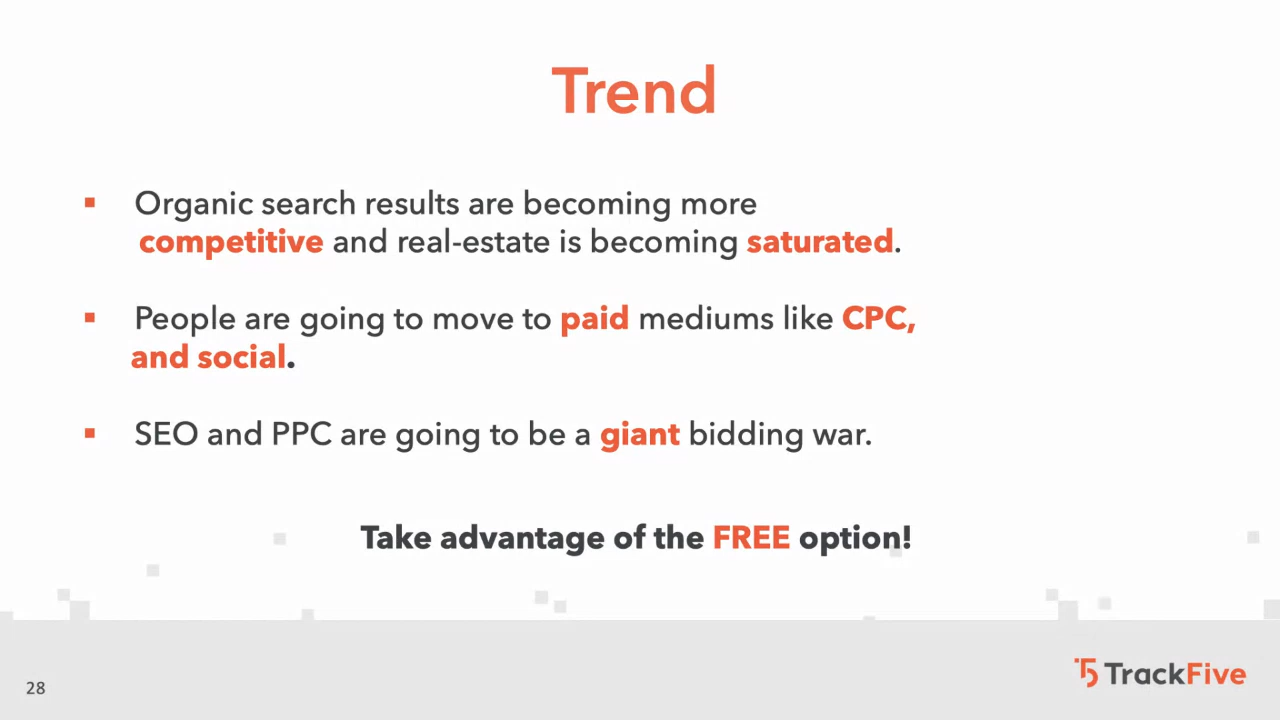 Trend
Organic search results are becoming more
competitive and real-estate is becoming saturated.
People are going to move to paid mediums like CPC,
and social.
SEO and PPC are going to be a giant bidding war.
Take advantage of the FREE option!
28
TrackFive